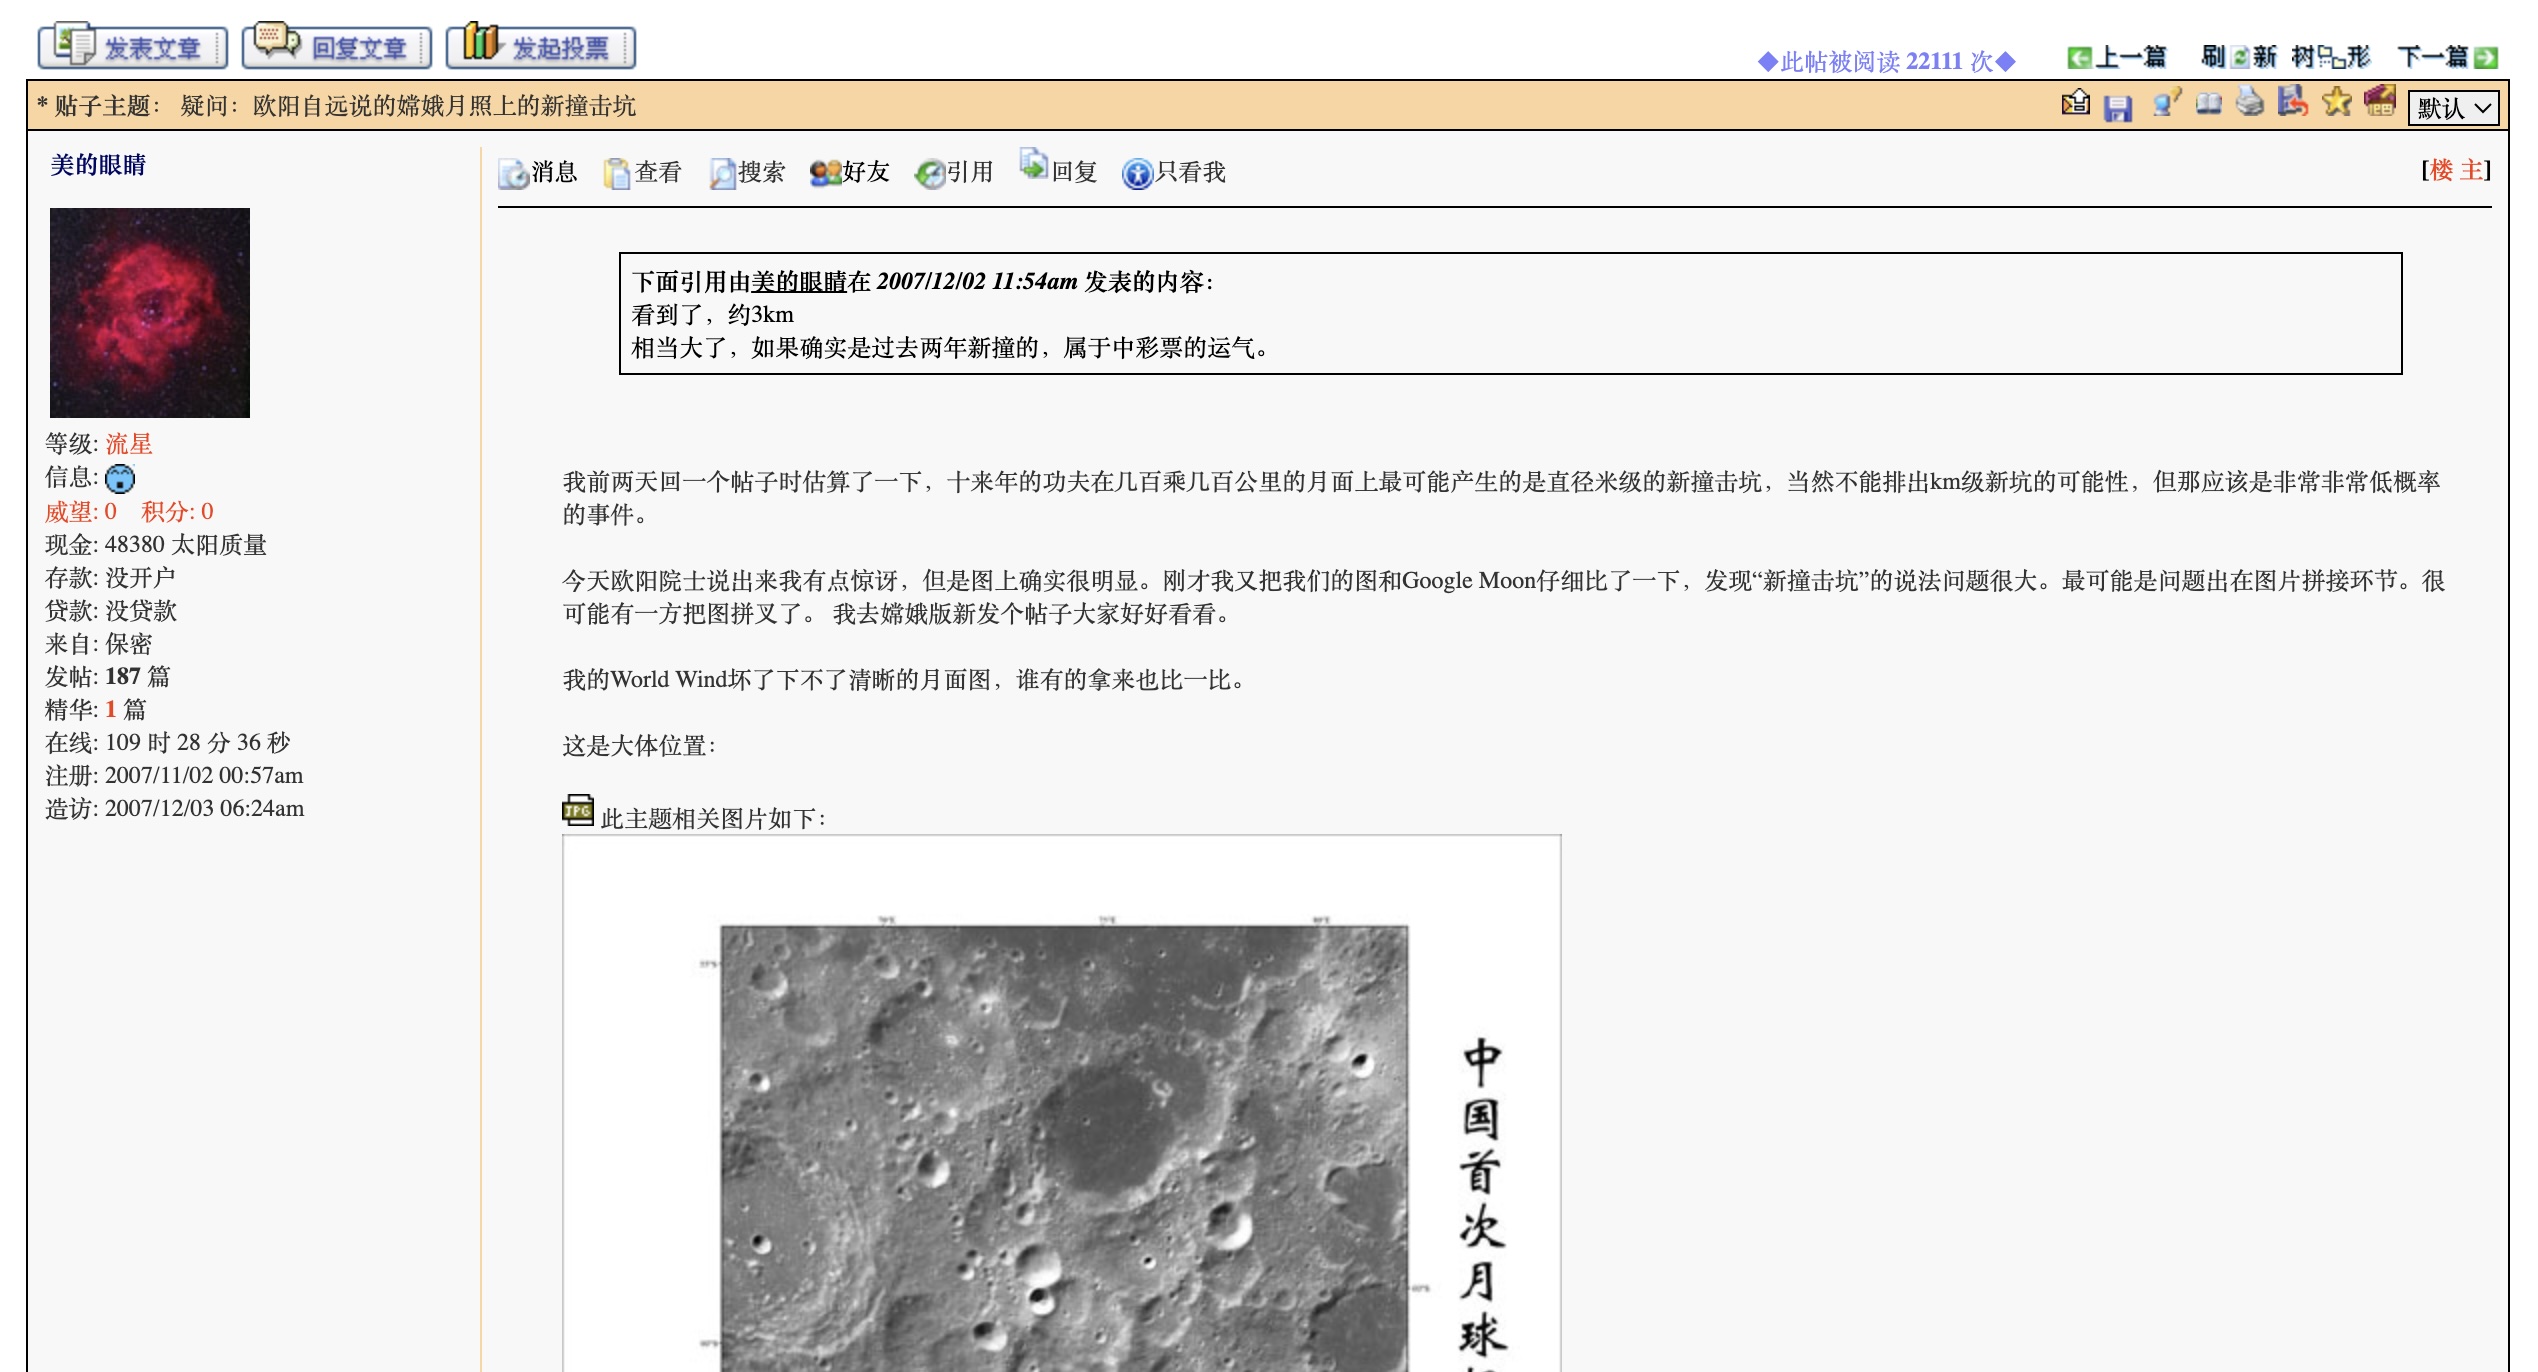 发表文章 回复文章 发起投票
◆此帖被阅读 22111 次◆ 上一篇 刷新 树形 下一篇
* 贴子主题： 疑问：欧阳自远说的嫦娥月照上的新撞击坑 默认
美的眼睛
消息 查看 搜索 好友 引用 回复 只看我 [楼 主]
等级: 流星
信息:
威望: 0 积分: 0
现金: 48380 太阳质量
存款: 没开户
贷款: 没贷款
来自: 保密
发帖: 187 篇
精华: 1 篇
在线: 109 时 28 分 36 秒
注册: 2007/11/02 00:57am
造访: 2007/12/03 06:24am
下面引用由美的眼睛在 2007/12/02 11:54am 发表的内容：
看到了，约3km
相当大了，如果确实是过去两年新撞的，属于中彩票的运气。
我前两天回一个帖子时估算了一下，十来年的功夫在几百乘几百公里的月面上最可能产生的是直径米级的新撞击坑，当然不能排出km级新坑的可能性，但那应该是非常非常低概率
的事件。
今天欧阳院士说出来我有点惊讶，但是图上确实很明显。刚才我又把我们的图和Google Moon仔细比了一下，发现“新撞击坑”的说法问题很大。最可能是问题出在图片拼接环节。很
可能有一方把图拼叉了。 我去嫦娥版新发个帖子大家好好看看。
我的World Wind坏了下不了清晰的月面图，谁有的拿来也比一比。
这是大体位置：
JPG 此主题相关图片如下：
中国首次月球